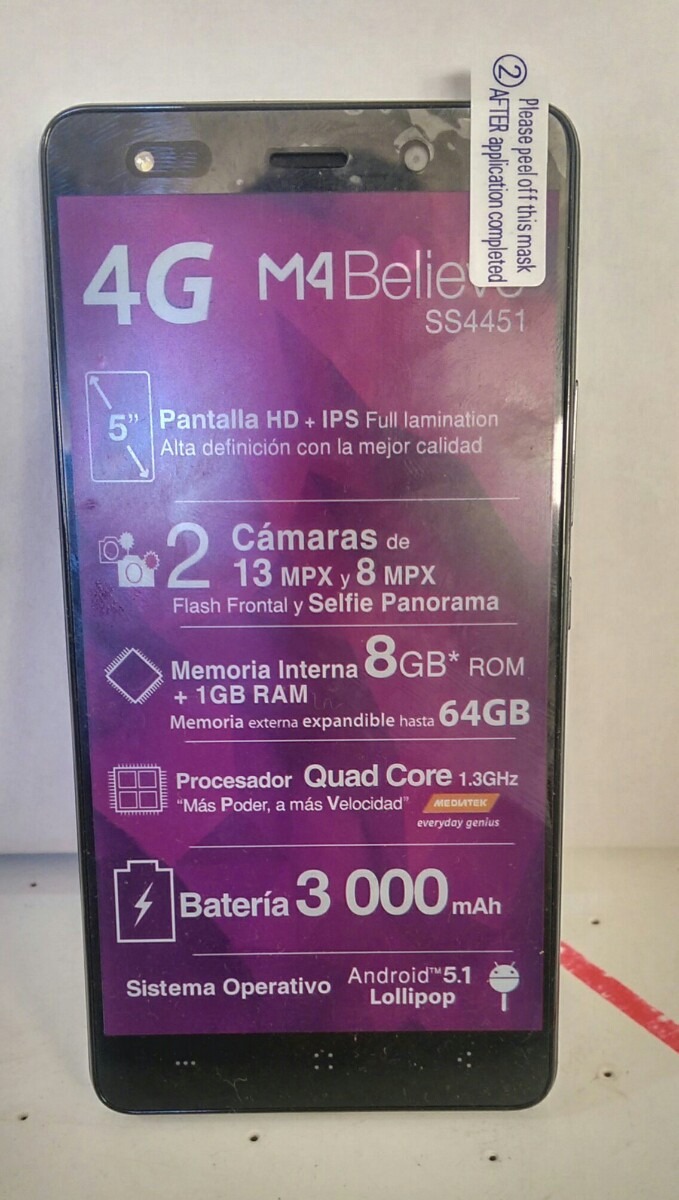 ② Please peel off this mask
AFTER application completed
4G
M4 Believe
SS4451
5”
Pantalla HD + IPS Full lamination
Alta definición con la mejor calidad
2 Cámaras de
13 MPX y 8 MPX
Flash Frontal y Selfie Panorama
Memoria Interna 8GB* ROM
+ 1GB RAM
Memoria externa expandible hasta 64GB
Procesador Quad Core 1.3GHz
“Más Poder, a más Velocidad”
MEDIATEK
everyday genius
Batería 3 000 mAh
Sistema Operativo
Android™ 5.1
Lollipop